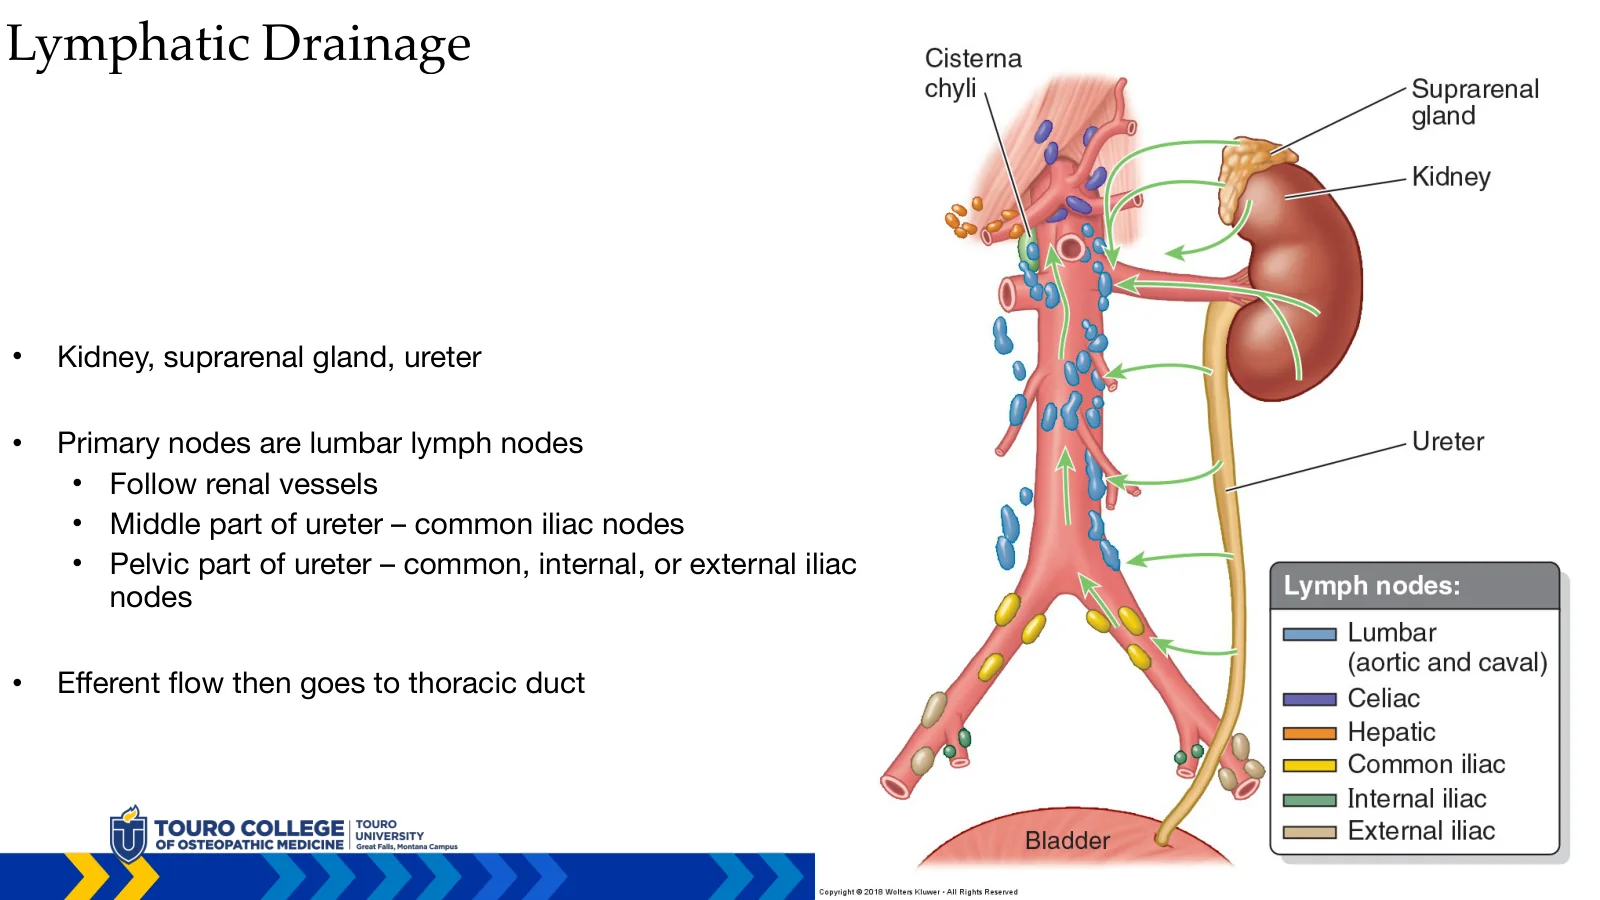 Lymphatic Drainage
• Kidney, suprarenal gland, ureter
• Primary nodes are lumbar lymph nodes
• Follow renal vessels
• Middle part of ureter – common iliac nodes
• Pelvic part of ureter – common, internal, or external iliac
nodes
• Efferent flow then goes to thoracic duct
TOURO COLLEGE
OF OSTEOPATHIC MEDICINE
TOURO
UNIVERSITY
Great Falls, Montana Campus
Cisterna
chyli
Suprarenal
gland
Kidney
Ureter
Bladder
Lymph nodes:
Lumbar
(aortic and caval)
Celiac
Hepatic
Common iliac
Internal iliac
External iliac
Copyright © 2018 Wolters Kluwer • All Rights Reserved